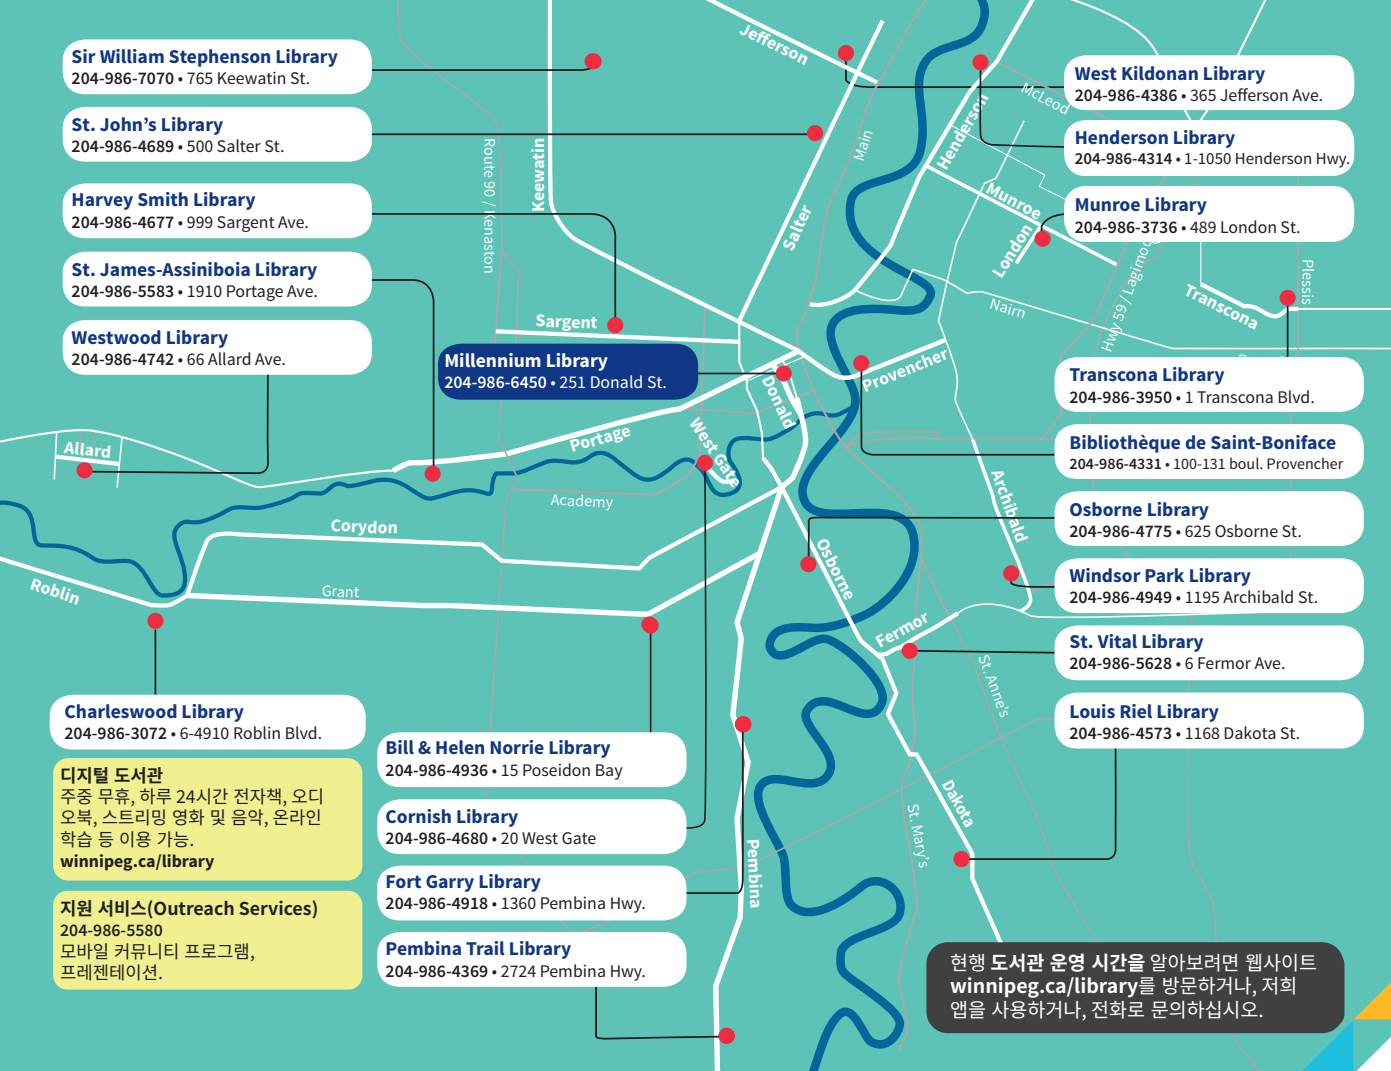 Sir William Stephenson Library
204-986-7070 • 765 Keewatin St.
St. John’s Library
204-986-4689 • 500 Salter St.
Harvey Smith Library
204-986-4677 • 999 Sargent Ave.
St. James-Assiniboia Library
204-986-5583 • 1910 Portage Ave.
Westwood Library
204-986-4742 • 66 Allard Ave.
Millennium Library
204-986-6450 • 251 Donald St.
West Kildonan Library
204-986-4386 • 365 Jefferson Ave.
Henderson Library
204-986-4314 • 1-1050 Henderson Hwy.
Munroe Library
204-986-3736 • 489 London St.
Transcona Library
204-986-3950 • 1 Transcona Blvd.
Bibliothèque de Saint-Boniface
204-986-4331 • 100-131 boul. Provencher
Osborne Library
204-986-4775 • 625 Osborne St.
Windsor Park Library
204-986-4949 • 1195 Archibald St.
St. Vital Library
204-986-5628 • 6 Fermor Ave.
Louis Riel Library
204-986-4573 • 1168 Dakota St.
Charleswood Library
204-986-3072 • 6-4910 Roblin Blvd.
Bill & Helen Norrie Library
204-986-4936 • 15 Poseidon Bay
Cornish Library
204-986-4680 • 20 West Gate
Fort Garry Library
204-986-4918 • 1360 Pembina Hwy.
Pembina Trail Library
204-986-4369 • 2724 Pembina Hwy.
디지털 도서관
주중 무휴, 하루 24시간 전자책, 오디
오북, 스트리밍 영화 및 음악, 온라인
학습 등 이용 가능.
winnipeg.ca/library
지원 서비스(Outreach Services)
204-986-5580
모바일 커뮤니티 프로그램,
프레젠테이션.
현행 도서관 운영 시간을 알아보려면 웹사이트
winnipeg.ca/library를 방문하거나, 저희
앱을 사용하거나, 전화로 문의하십시오.
Jefferson
McLeod
Henderson
Main
Route 90 / Kenaston
Keewatin
Salter
Munroe
London
Hwy 59 / Lagimod
Plessis
Transcona
Nairn
Sargent
Provencher
Donald
Portage
West Gate
Allard
Academy
Archibald
Corydon
Osborne
Roblin
Grant
Fermor
St. Anne's
Dakota
St. Mary's
Pembina